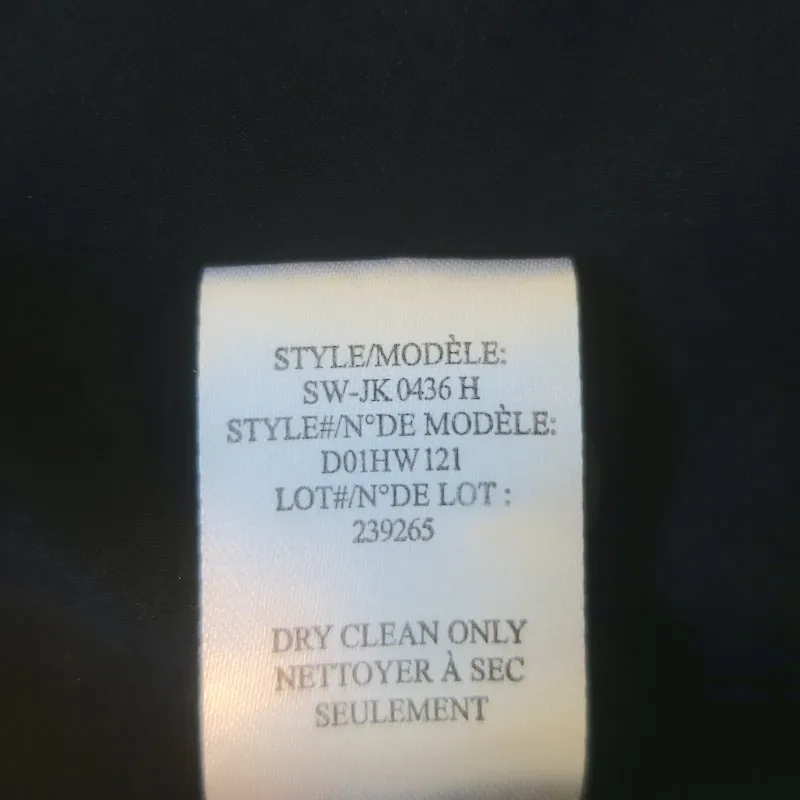 STYLE/MODÈLE:
SW-JK 0436 H
STYLE#/N°DE MODÈLE:
D01HW121
LOT#/N°DE LOT :
239265
DRY CLEAN ONLY
NETTOYER À SEC
SEULEMENT